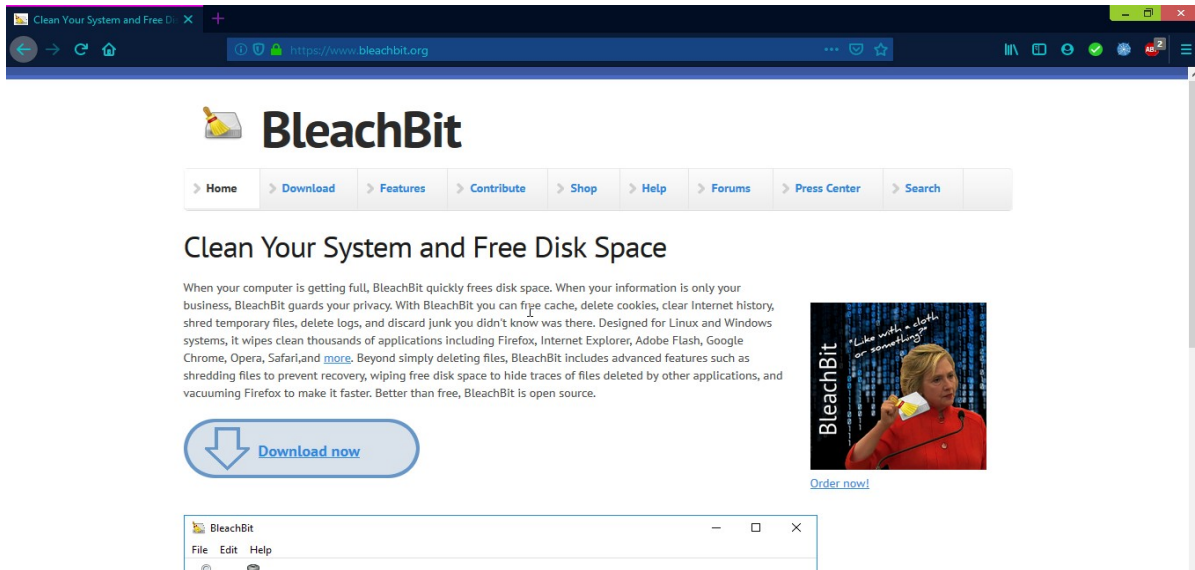 Clean Your System and Free Di
https://www.bleachbit.org
ABP
2
BleachBit
Home
Download
Features
Contribute
Shop
Help
Forums
Press Center
Search
Clean Your System and Free Disk Space
When your computer is getting full, BleachBit quickly frees disk space. When your information is only your
business, BleachBit guards your privacy. With BleachBit you can free cache, delete cookies, clear Internet history,
shred temporary files, delete logs, and discard junk you didn't know was there. Designed for Linux and Windows
systems, it wipes clean thousands of applications including Firefox, Internet Explorer, Adobe Flash, Google
Chrome, Opera, Safari,and more. Beyond simply deleting files, BleachBit includes advanced features such as
shredding files to prevent recovery, wiping free disk space to hide traces of files deleted by other applications, and
vacuuming Firefox to make it faster. Better than free, BleachBit is open source.
Download now
"Like with a cloth
or something?"
BleachBit
Order now!
BleachBit
File Edit Help